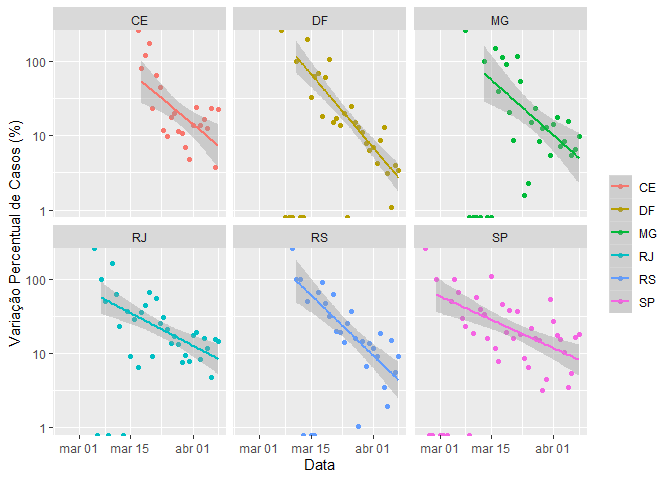 CE DF MG
100
10
1
RJ RS SP
100
10
1
mar 01 mar 15 abr 01 mar 01 mar 15 abr 01 mar 01 mar 15 abr 01
Data
Variação Percentual de Casos (%)
CE
DF
MG
RJ
RS
SP